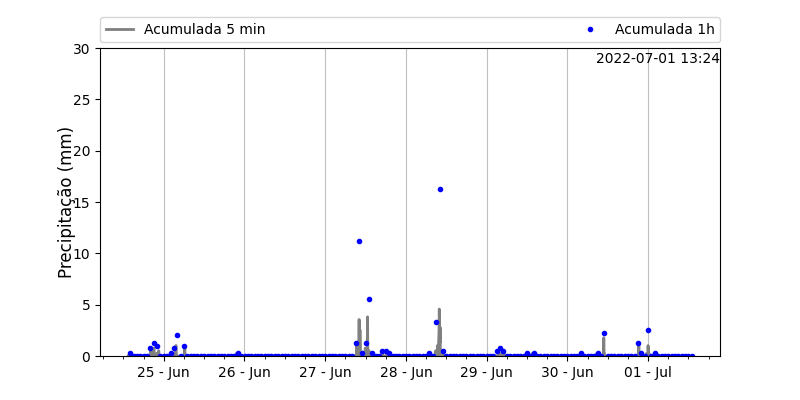 Acumulada 5 min
Acumulada 1h
2022-07-01 13:24
Precipitação (mm)
30
25
20
15
10
5
0
25 - Jun
26 - Jun
27 - Jun
28 - Jun
29 - Jun
30 - Jun
01 - Jul